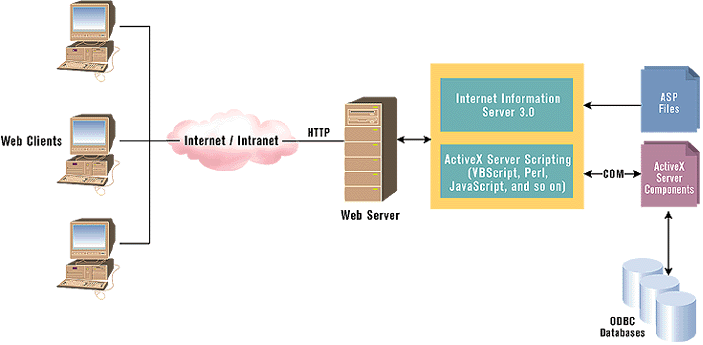 Web Clients
Internet / Intranet
HTTP
Web Server
Internet Information
Server 3.0
ActiveX Server Scripting
(VBScript, Perl,
JavaScript, and so on)
ASP
Files
COM
ActiveX
Server
Components
ODBC
Databases